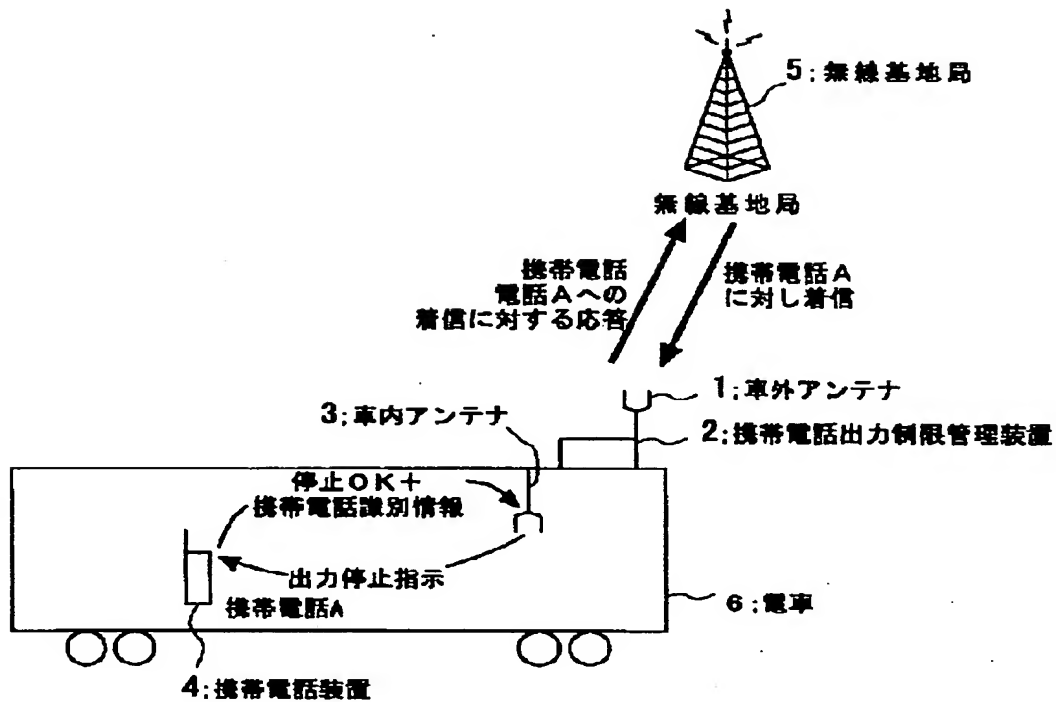 5:無線基地局
無線基地局
携帯電話
電話Aへの
着信に対する応答
携帯電話A
に対し着信
1:車外アンテナ
3:車内アンテナ
2:携帯電話出力制限管理装置
停止OK+
携帯電話識別情報
出力停止指示
携帯電話A
6:電車
4:携帯電話装置